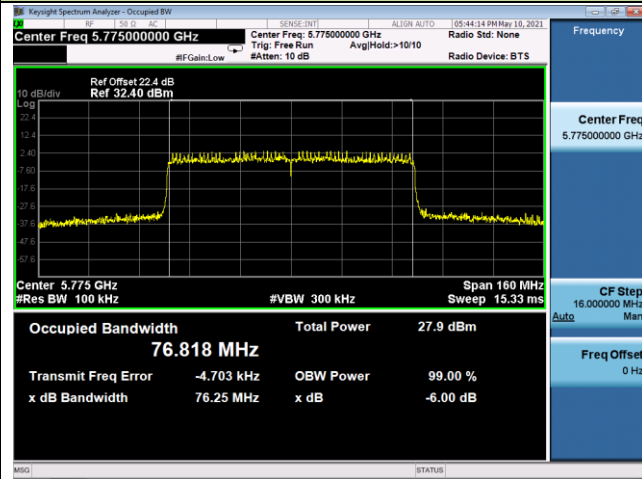 Keysight Spectrum Analyzer - Occupied BW
RF 50 Ω AC SENSE:INT ALIGN AUTO 05:44:14 PM May 10, 2021
Center Freq 5.775000000 GHz
Center Freq: 5.775000000 GHz Radio Std: None
Trig: Free Run Avg|Hold:>10/10
#IFGain:Low #Atten: 10 dB Radio Device: BTS
Ref Offset 22.4 dB
10 dB/div Ref 32.40 dBm
Log
22.4
12.4
2.40
-7.60
-17.6
-27.6
-37.6
-47.6
-57.6
Center 5.775 GHz Span 160 MHz
#Res BW 100 kHz #VBW 300 kHz Sweep 15.33 ms
Occupied Bandwidth Total Power 27.9 dBm
76.818 MHz
Transmit Freq Error -4.703 kHz OBW Power 99.00 %
x dB Bandwidth 76.25 MHz x dB -6.00 dB
MSG STATUS
Frequency
Center Freq
5.775000000 GHz
CF Step
16.000000 MHz
Auto Man
Freq Offset
0 Hz